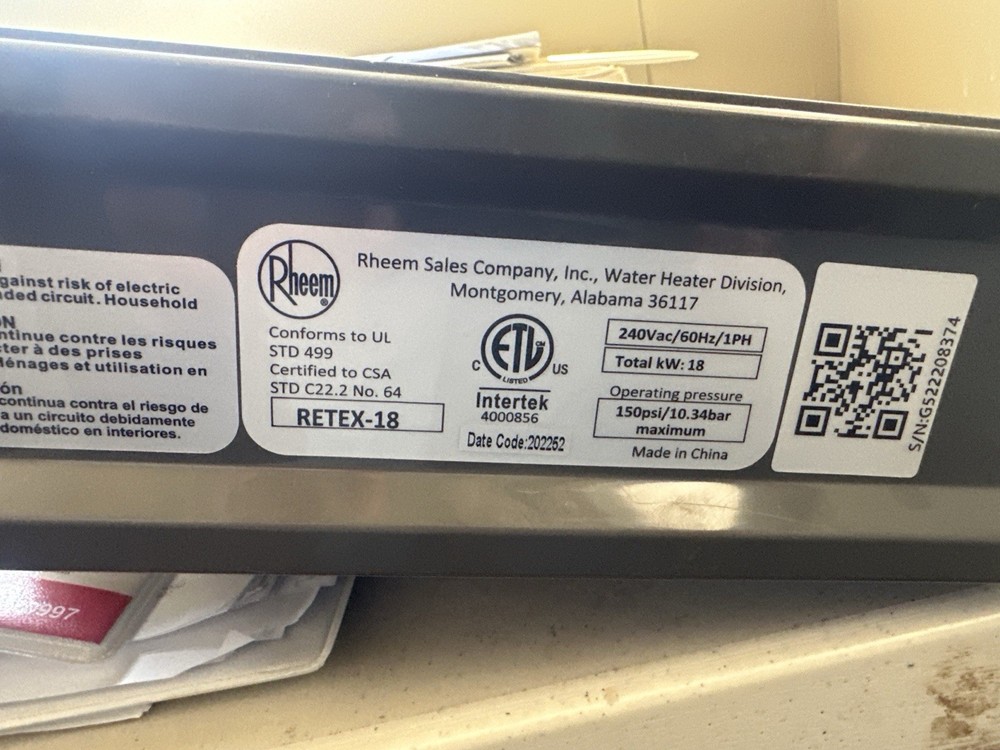 gainst risk of electric
ded circuit. Household
ntinue contre les risques
ter à des prises
énages et utilisation en
ón
continua contra el riesgo de
a un circuito debidamente
doméstico en interiores.
Rheem
Rheem Sales Company, Inc., Water Heater Division,
Montgomery, Alabama 36117
Conforms to UL
STD 499
Certified to CSA
STD C22.2 No. 64
RETEX-18
C ETL CM US
LISTED
Intertek
4000856
Date Code:202252
240Vac/60Hz/1PH
Total kW: 18
Operating pressure
150psi/10.34bar
maximum
Made in China
S/N:G522208374
997